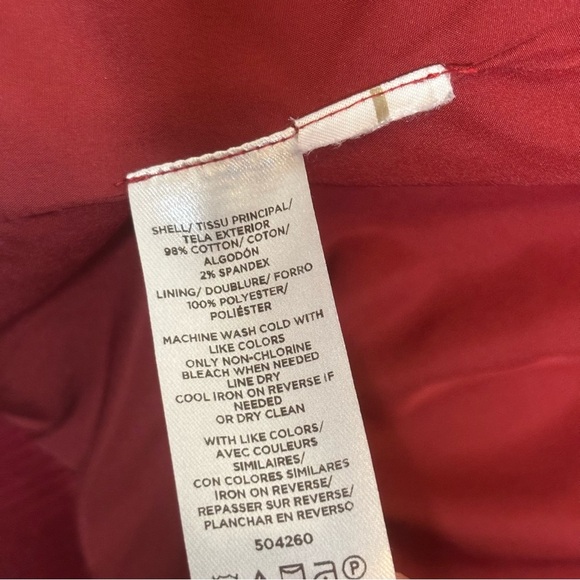 SHELL/ TISSU PRINCIPAL/
TELA EXTERIOR
98% COTTON/ COTON/
ALGODÓN
2% SPANDEX
LINING/ DOUBLURE/ FORRO
100% POLYESTER/
POLIÉSTER
MACHINE WASH COLD WITH
LIKE COLORS
ONLY NON-CHLORINE
BLEACH WHEN NEEDED
LINE DRY
COOL IRON ON REVERSE IF
NEEDED
OR DRY CLEAN
WITH LIKE COLORS/
AVEC COULEURS
SIMILAIRES/
CON COLORES SIMILARES
IRON ON REVERSE/
REPASSER SUR REVERSE/
PLANCHAR EN REVERSO
504260
P